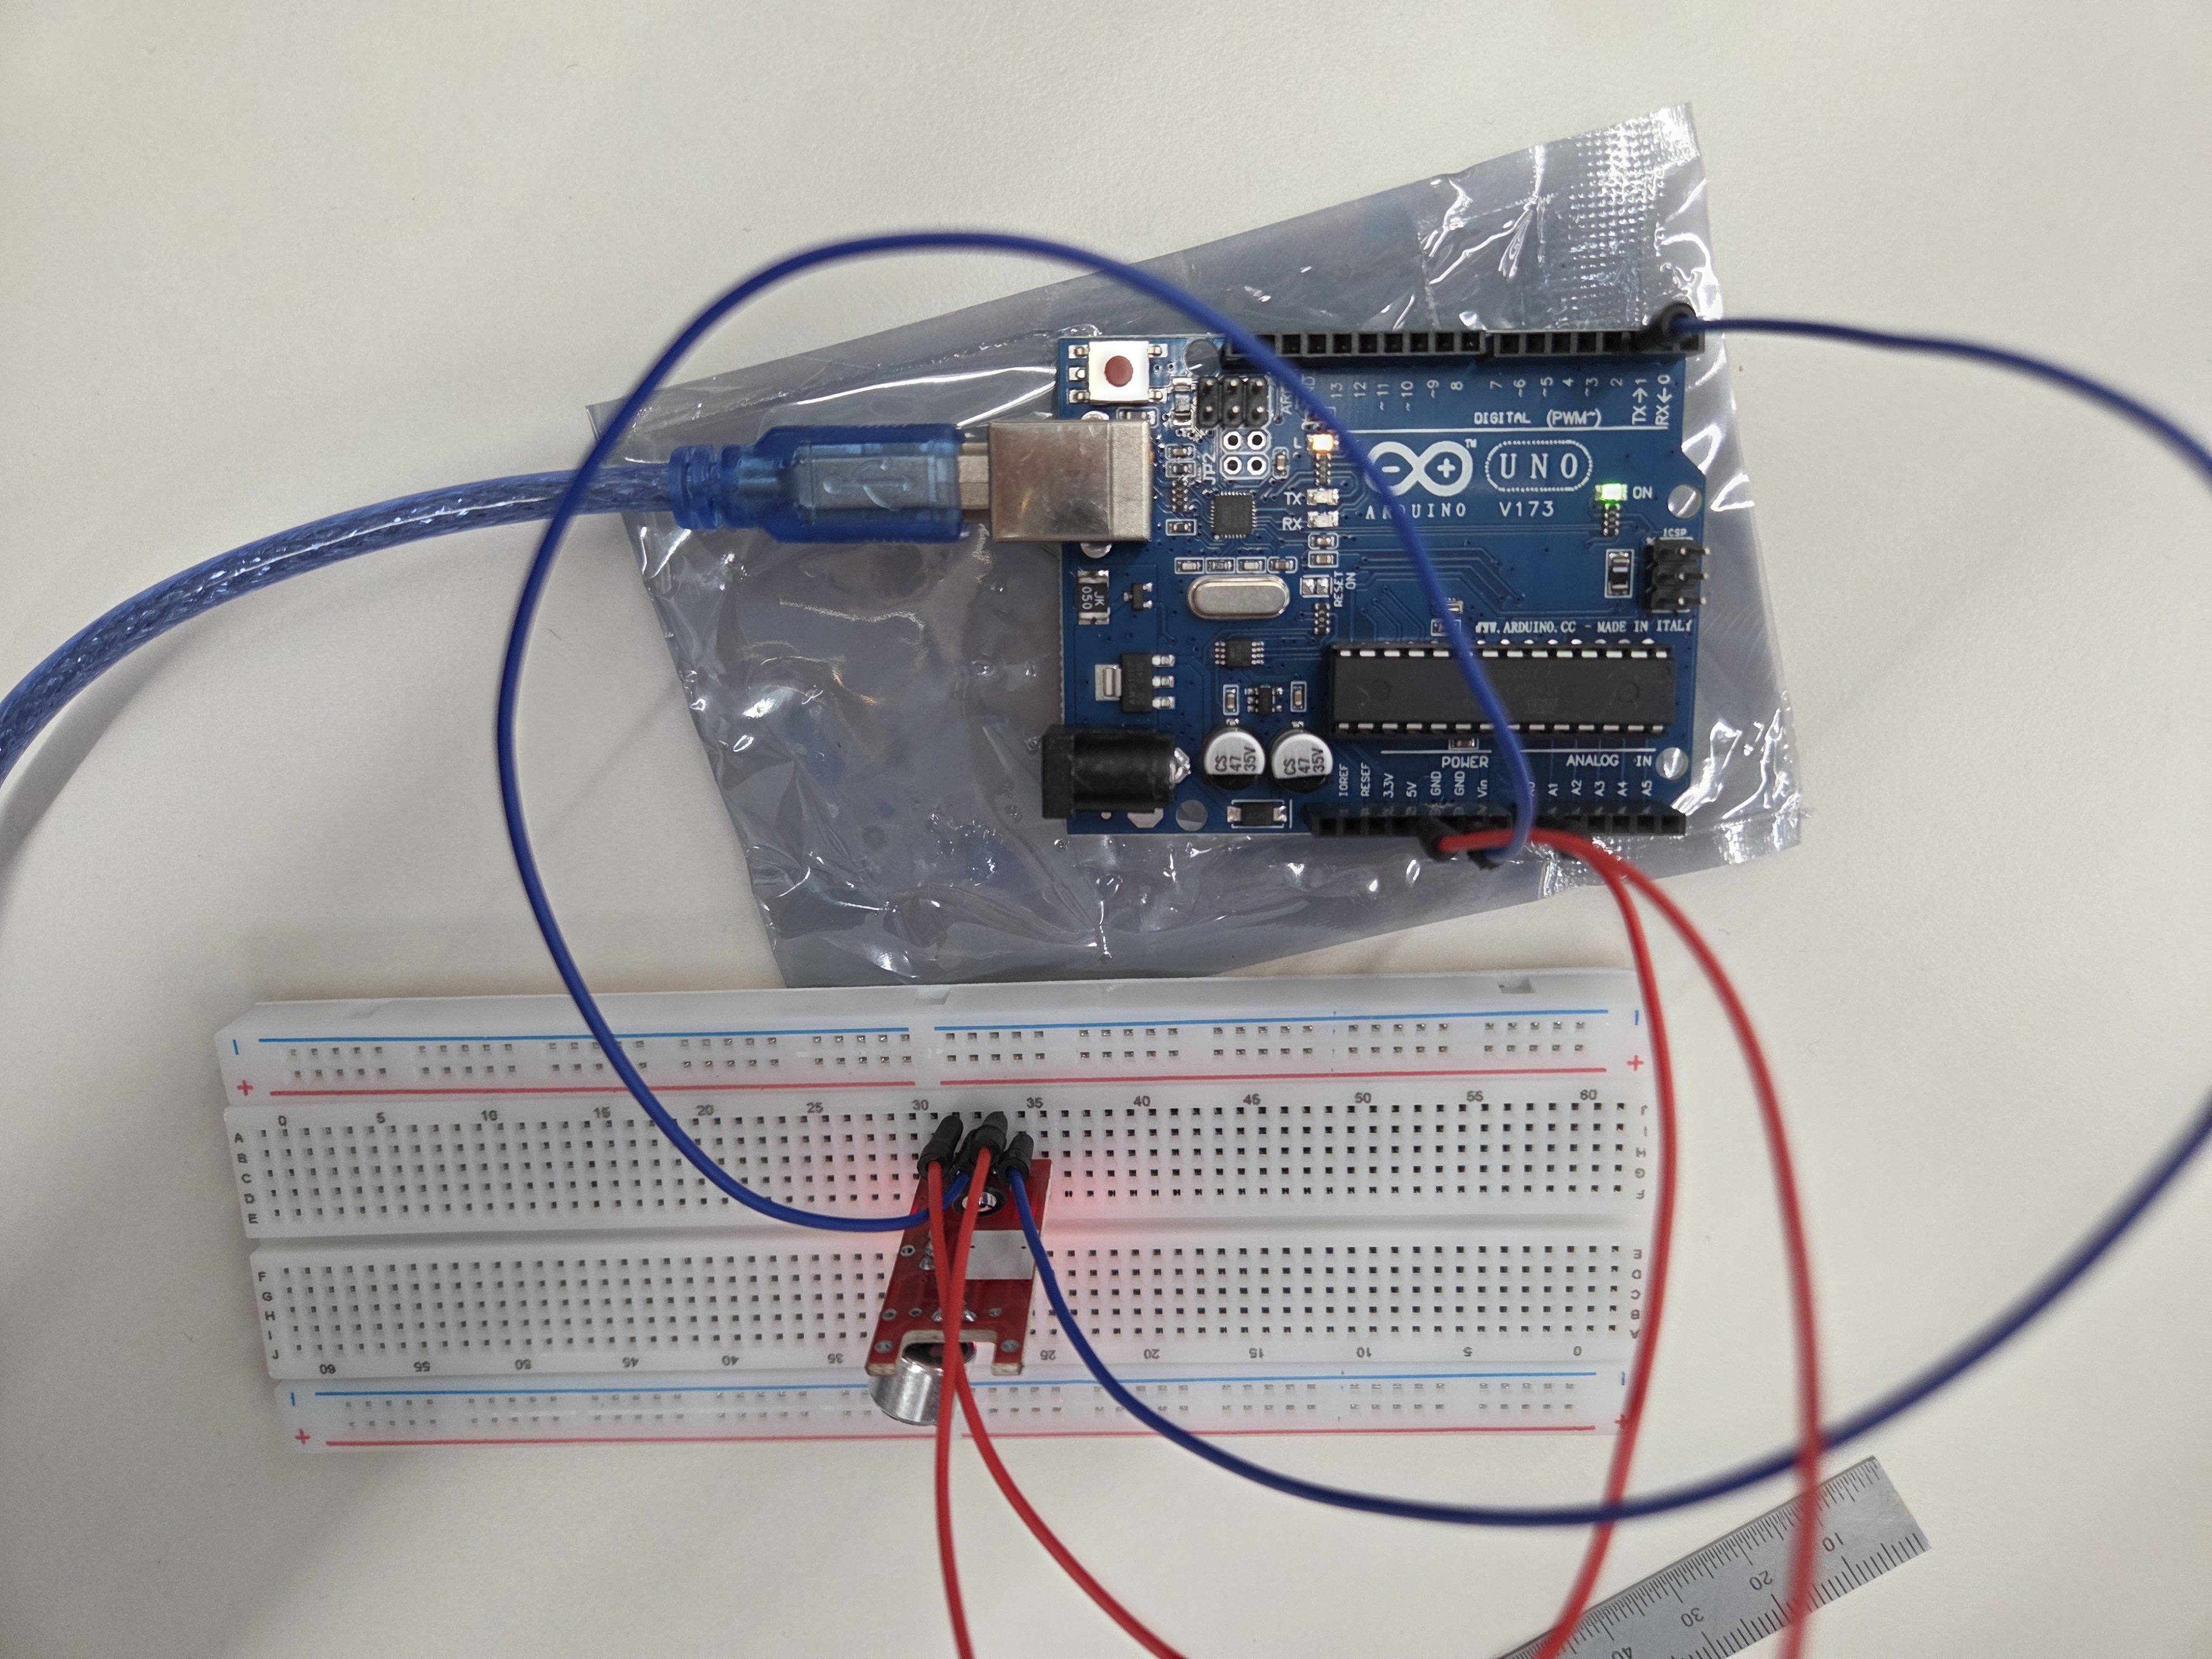 10 20 30 40
+ +
0 5 10 15 20 25 35 40 45 50 55 60
A
B
C
D
E
J
I
H
G
F
F
G
H
I
J
E
D
C
B
A
60 55 50 45 40 35 30 25 20 15 10 5 0
+ +
A5 A4 A3 A2 A1 Vin GND GND 5V 3.3V RESET IOREF
ANALOG IN
POWER
CS
47
35V
CS
47
35V
WWW.ARDUINO.CC - MADE IN ITALY
RESET
ON
JK
050
ICSP
RX
TX
ON
ARDUINO
V173
UNO
TM
JP2
L
DIGITAL (PWM~)
RX←0
TX→1
2
~3
4
~5
~6
7
8
~9
~10
~11
12
13